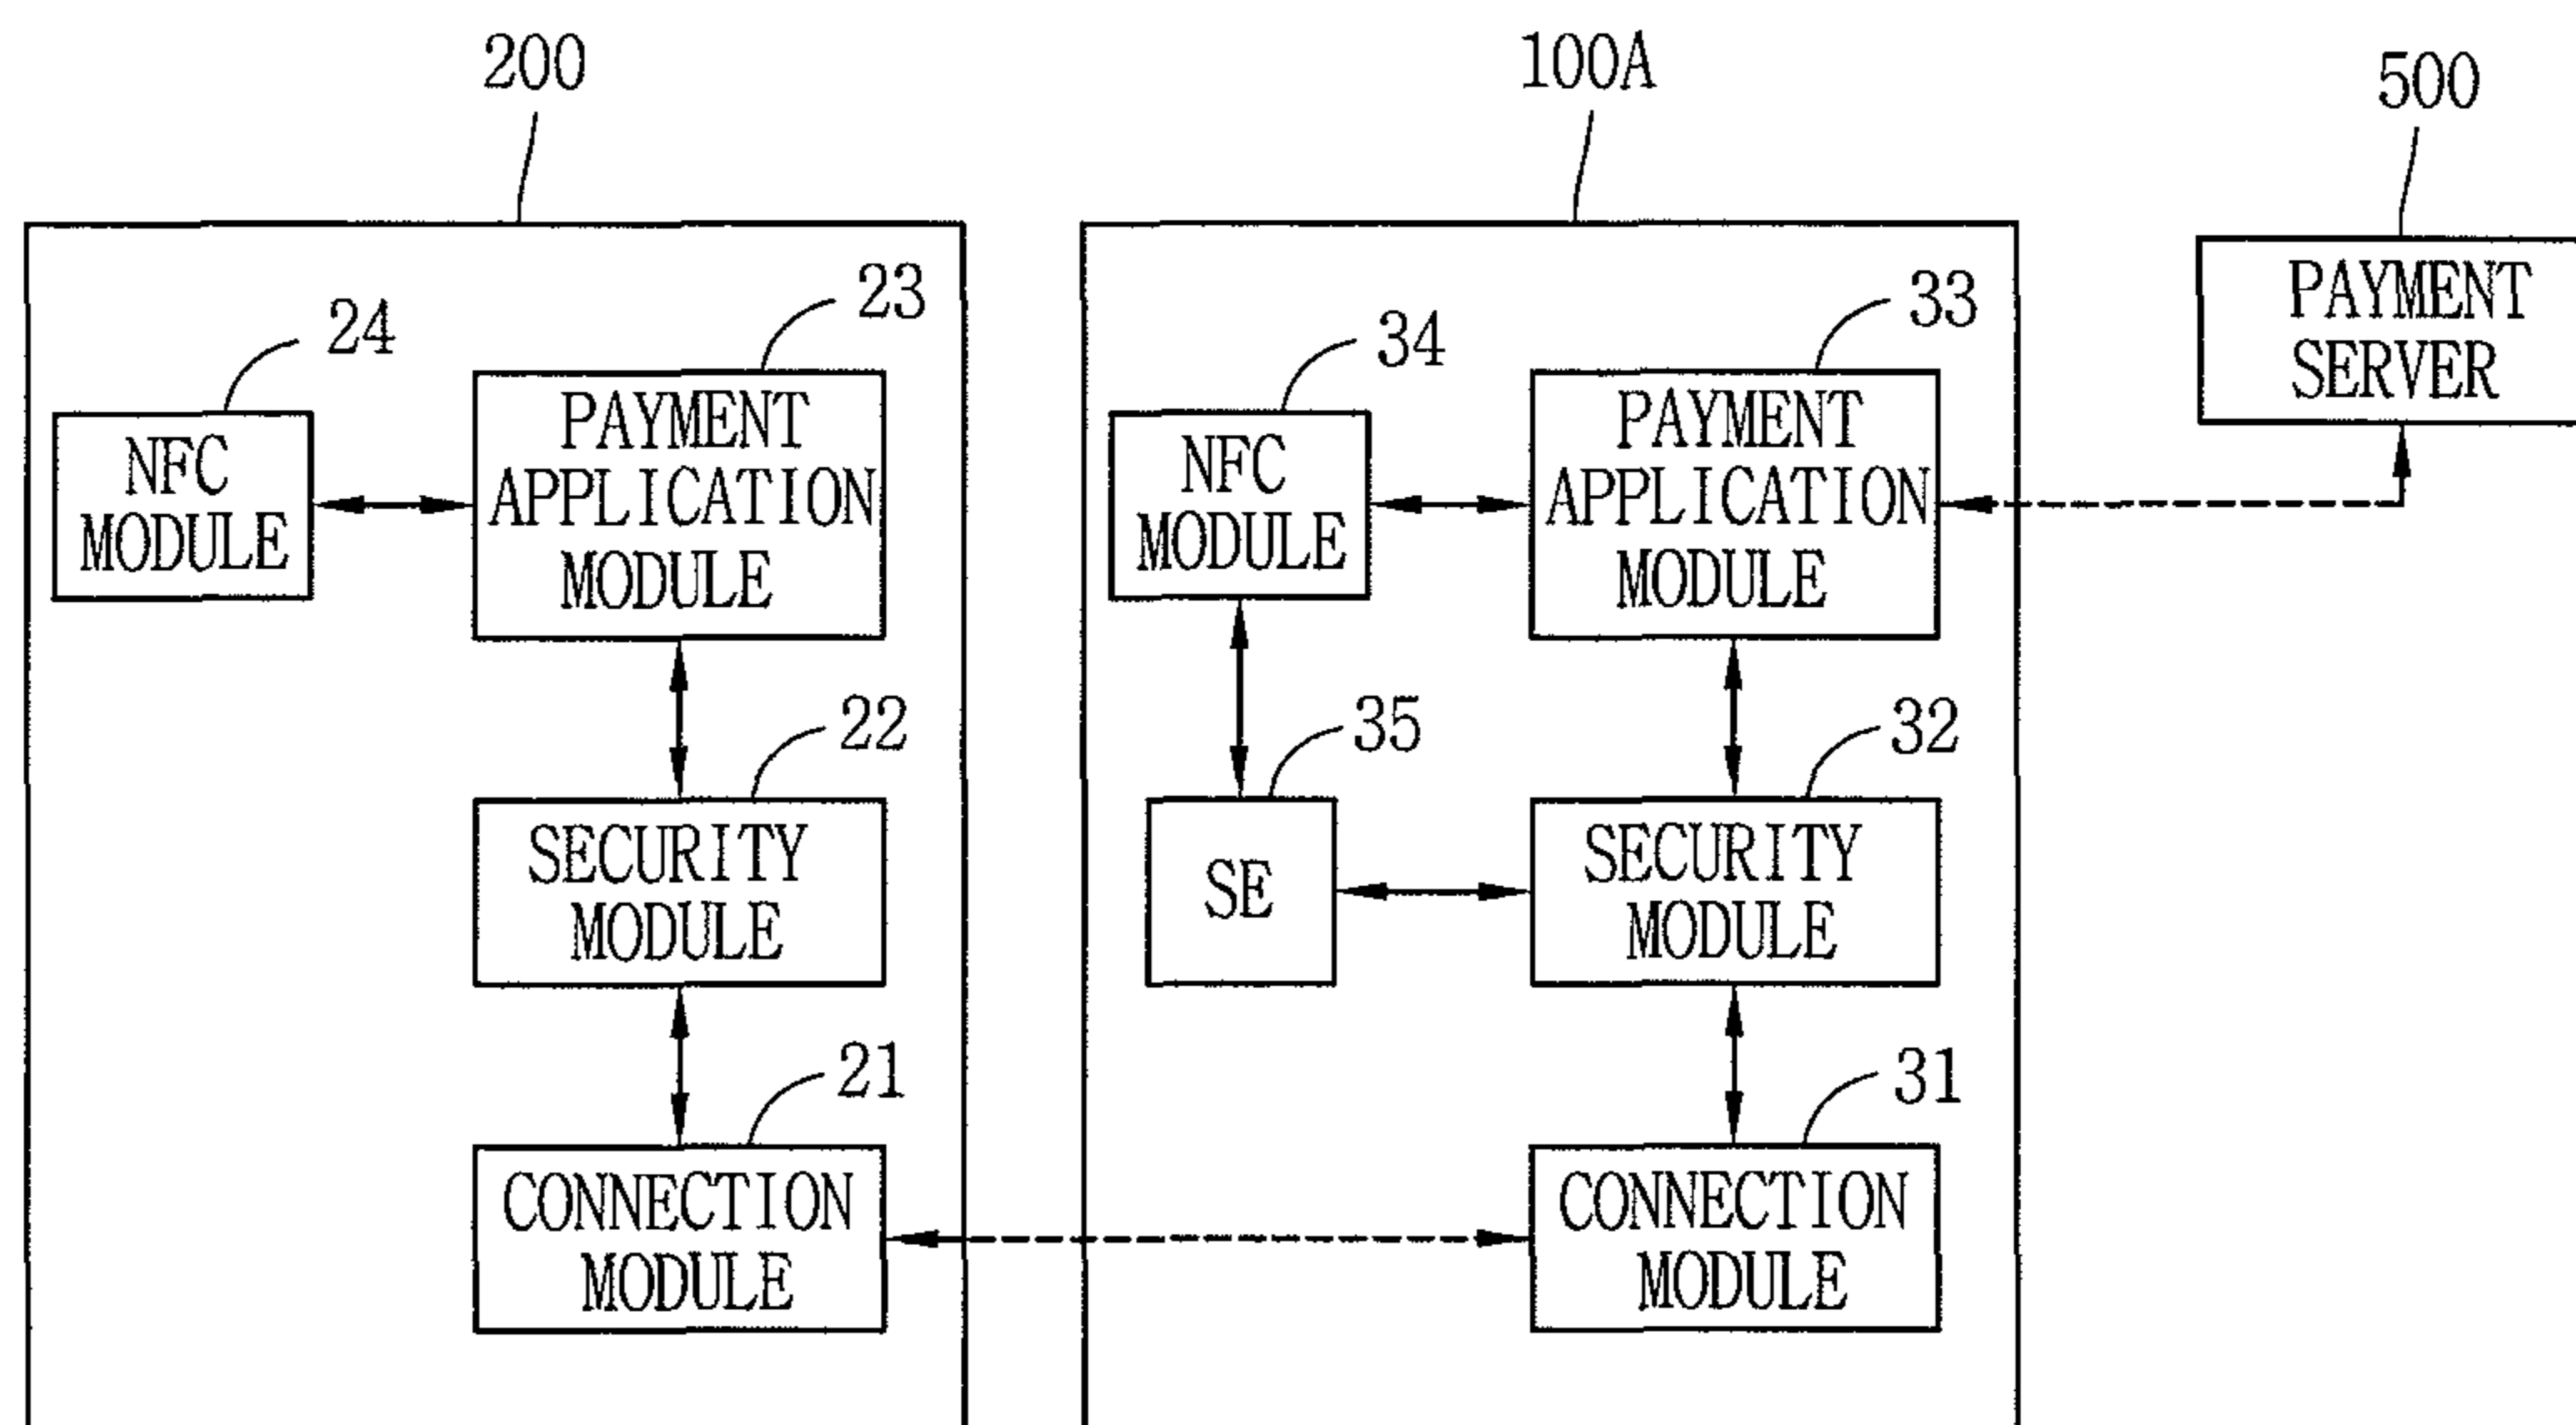 200
100A
500
23
33
24
34
PAYMENT
SERVER
NFC
MODULE
PAYMENT
APPLICATION
MODULE
NFC
MODULE
PAYMENT
APPLICATION
MODULE
22
35
32
SECURITY
MODULE
SE
SECURITY
MODULE
21
31
CONNECTION
MODULE
CONNECTION
MODULE